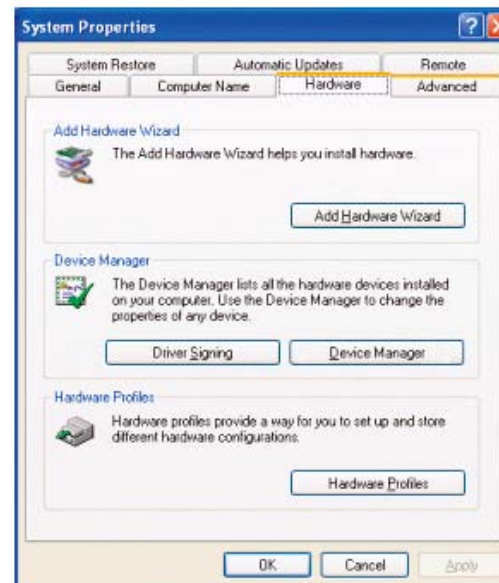 System Properties
System Restore Automatic Updates Remote
General Computer Name Hardware Advanced
Add Hardware Wizard
The Add Hardware Wizard helps you install hardware.
Add Hardware Wizard
Device Manager
The Device Manager lists all the hardware devices installed
on your computer. Use the Device Manager to change the
properties of any device.
Driver Signing Device Manager
Hardware Profiles
Hardware profiles provide a way for you to set up and store
different hardware configurations.
Hardware Profiles
OK Cancel Apply